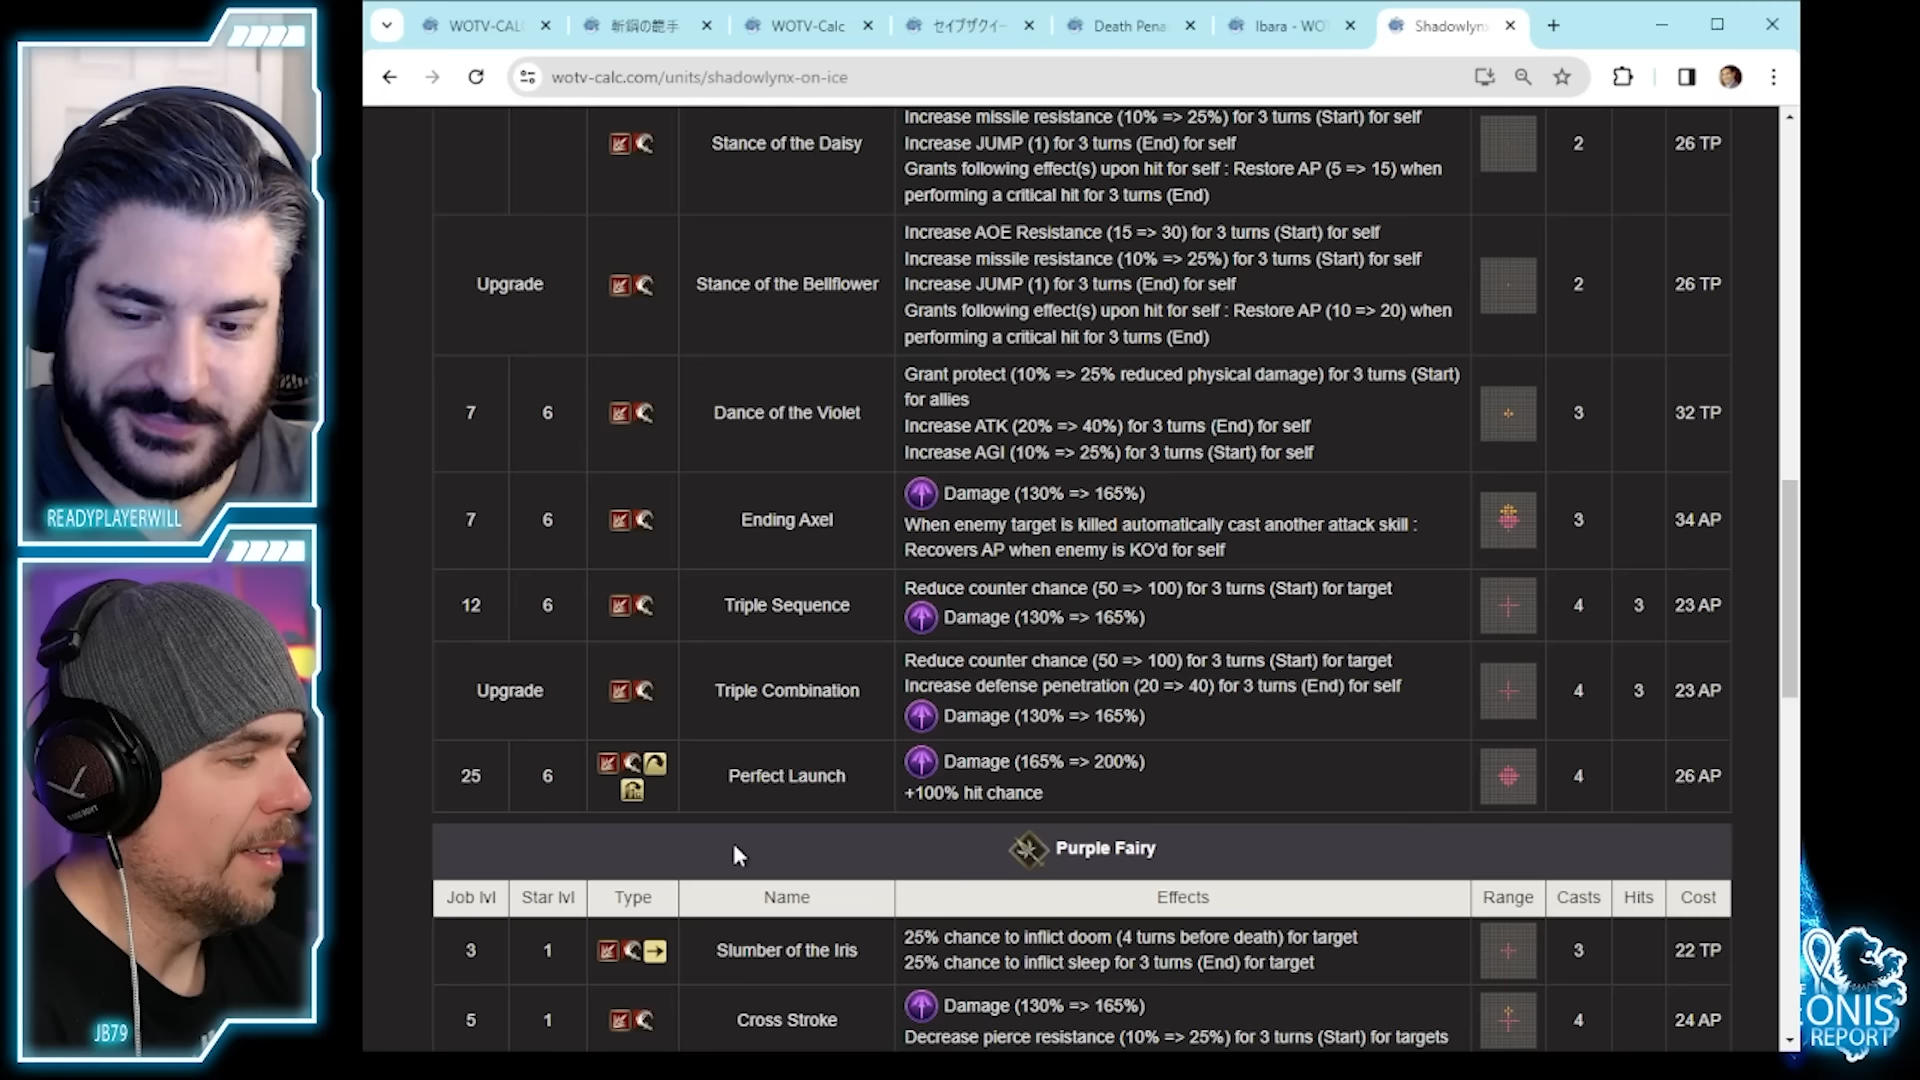 WOTV-CAL
斬鋼の籠手
WOTV-Calc
セイブザクイー
Death Pena
Ibara - WO
Shadowlyn
wotv-calc.com/units/shadowlynx-on-ice
Stance of the Daisy
Increase missile resistance (10% => 25%) for 3 turns (Start) for self
Increase JUMP (1) for 3 turns (End) for self
Grants following effect(s) upon hit for self : Restore AP (5 => 15) when
performing a critical hit for 3 turns (End)
2
26 TP
Upgrade
Stance of the Bellflower
Increase AOE Resistance (15 => 30) for 3 turns (Start) for self
Increase missile resistance (10% => 25%) for 3 turns (Start) for self
Increase JUMP (1) for 3 turns (End) for self
Grants following effect(s) upon hit for self : Restore AP (10 => 20) when
performing a critical hit for 3 turns (End)
2
26 TP
7
6
Dance of the Violet
Grant protect (10% => 25% reduced physical damage) for 3 turns (Start)
for allies
Increase ATK (20% => 40%) for 3 turns (End) for self
Increase AGI (10% => 25%) for 3 turns (Start) for self
3
32 TP
7
6
Ending Axel
Damage (130% => 165%)
When enemy target is killed automatically cast another attack skill :
Recovers AP when enemy is KO'd for self
3
34 AP
12
6
Triple Sequence
Reduce counter chance (50 => 100) for 3 turns (Start) for target
Damage (130% => 165%)
4
3
23 AP
Upgrade
Triple Combination
Reduce counter chance (50 => 100) for 3 turns (Start) for target
Increase defense penetration (20 => 40) for 3 turns (End) for self
Damage (130% => 165%)
4
3
23 AP
25
6
Perfect Launch
Damage (165% => 200%)
+100% hit chance
4
26 AP
Purple Fairy
Job lvl
Star lvl
Type
Name
Effects
Range
Casts
Hits
Cost
3
1
Slumber of the Iris
25% chance to inflict doom (4 turns before death) for target
25% chance to inflict sleep for 3 turns (End) for target
3
22 TP
5
1
Cross Stroke
Damage (130% => 165%)
Decrease pierce resistance (10% => 25%) for 3 turns (Start) for targets
4
24 AP
READYPLAYERWILL
JB79
ONIS
REPORT